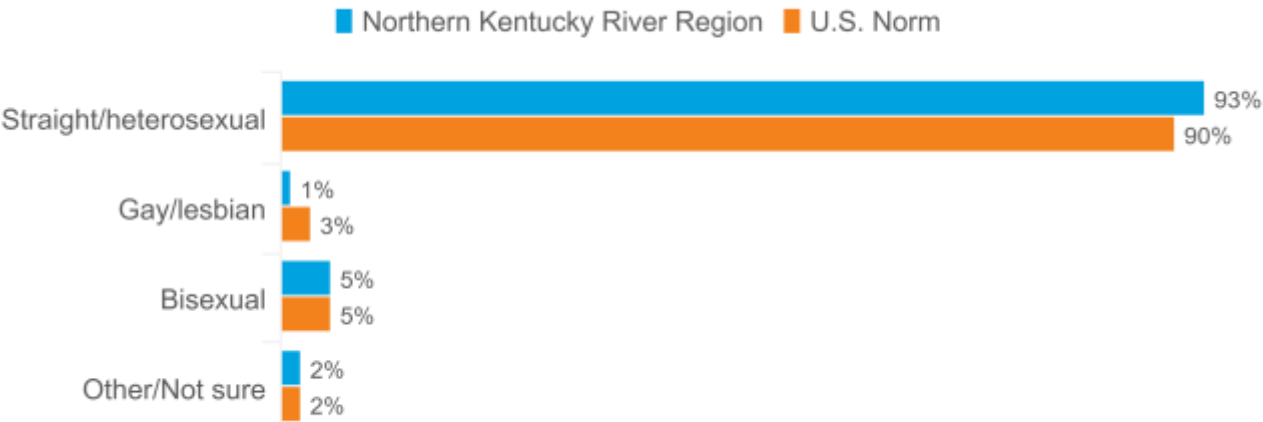 Northern Kentucky River Region U.S. Norm
Straight/heterosexual
93%
90%
Gay/lesbian
1%
3%
Bisexual
5%
5%
Other/Not sure
2%
2%